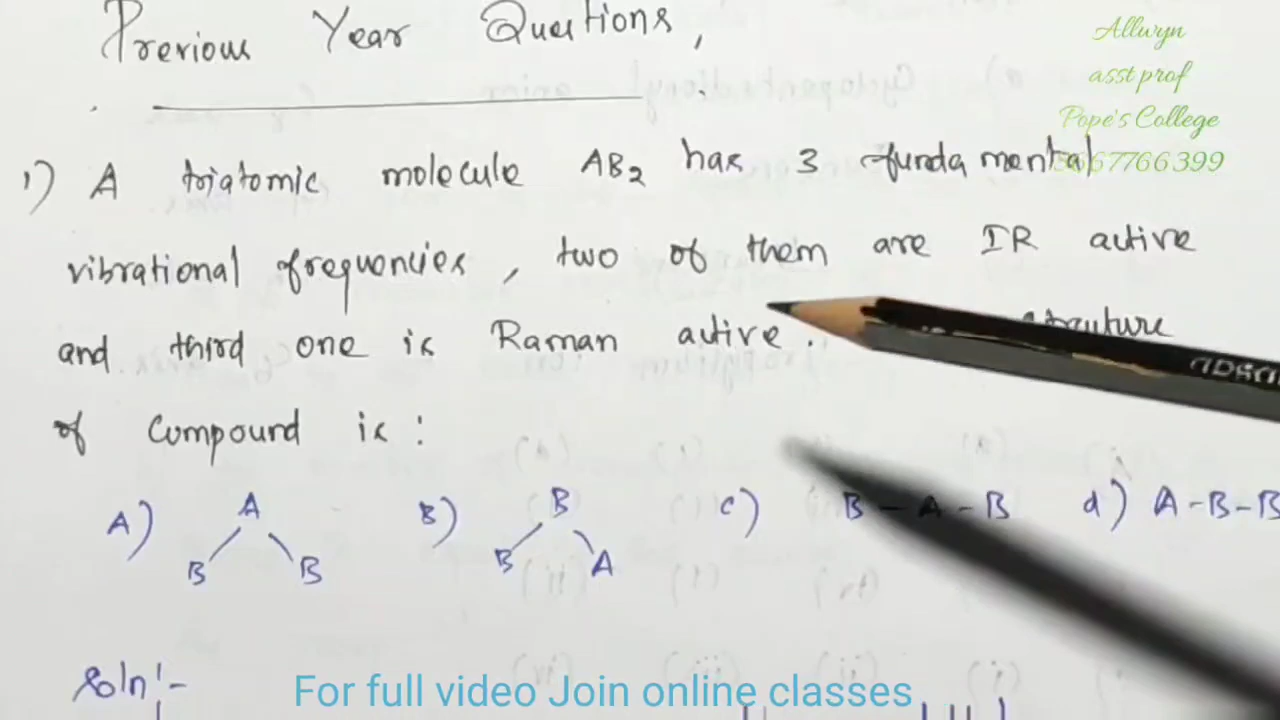 Previous Year Questions,
Allwyn
asst prof
Pope's College
8667766399
1) A triatomic molecule AB2 has 3 fundamental
vibrational frequencies, two of them are IR active
and third one is Raman active. structure
of compound is:
A) A B B B) B B A C) B - A - B d) A - B - B
Soln:-
For full video Join online classes